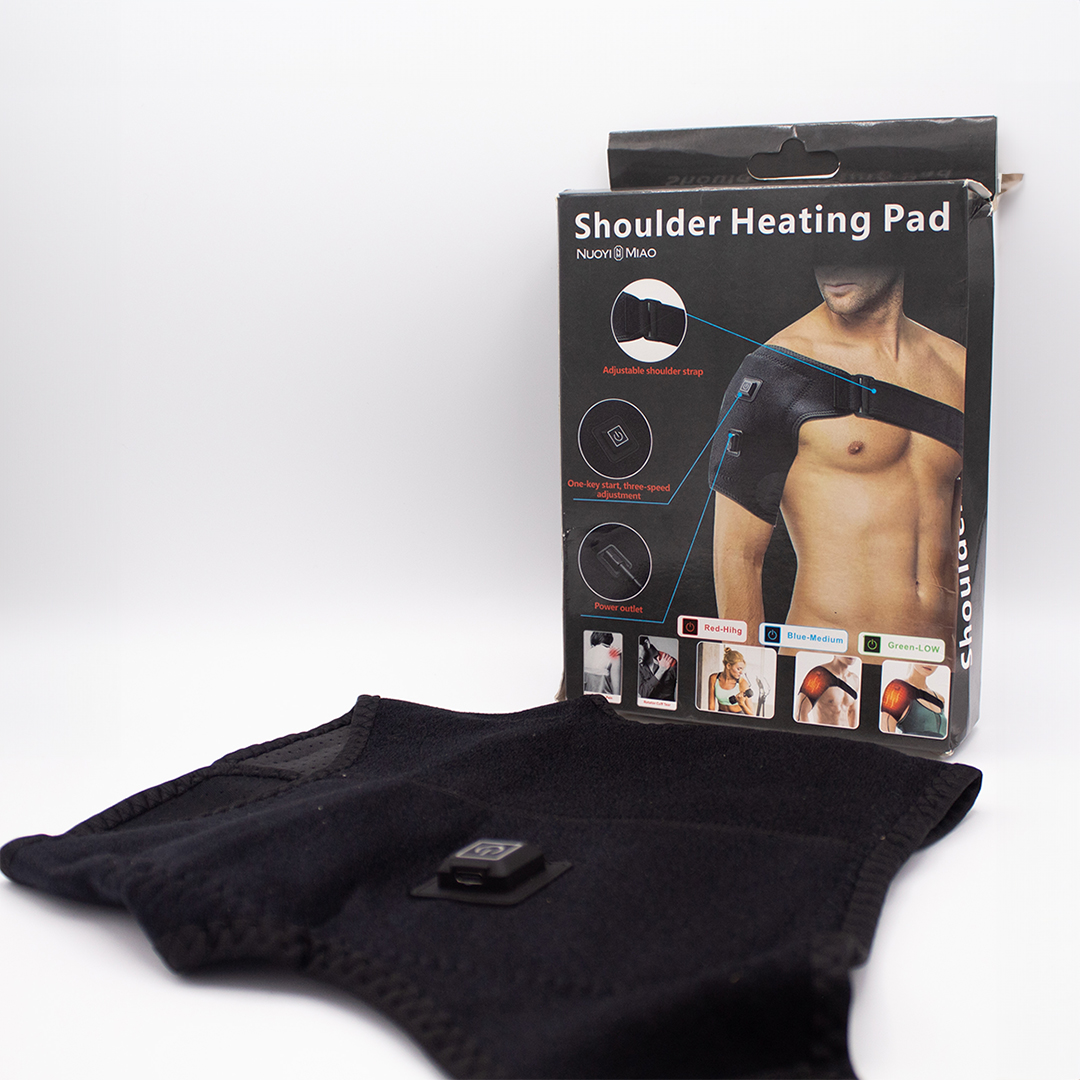 Shoulder Heating Pad
NUOYI MIAO
Adjustable shoulder strap
One-key start, three-speed
adjustment
Power outlet
Red-Hihg
Blue-Medium
Green-LOW
Shoulde